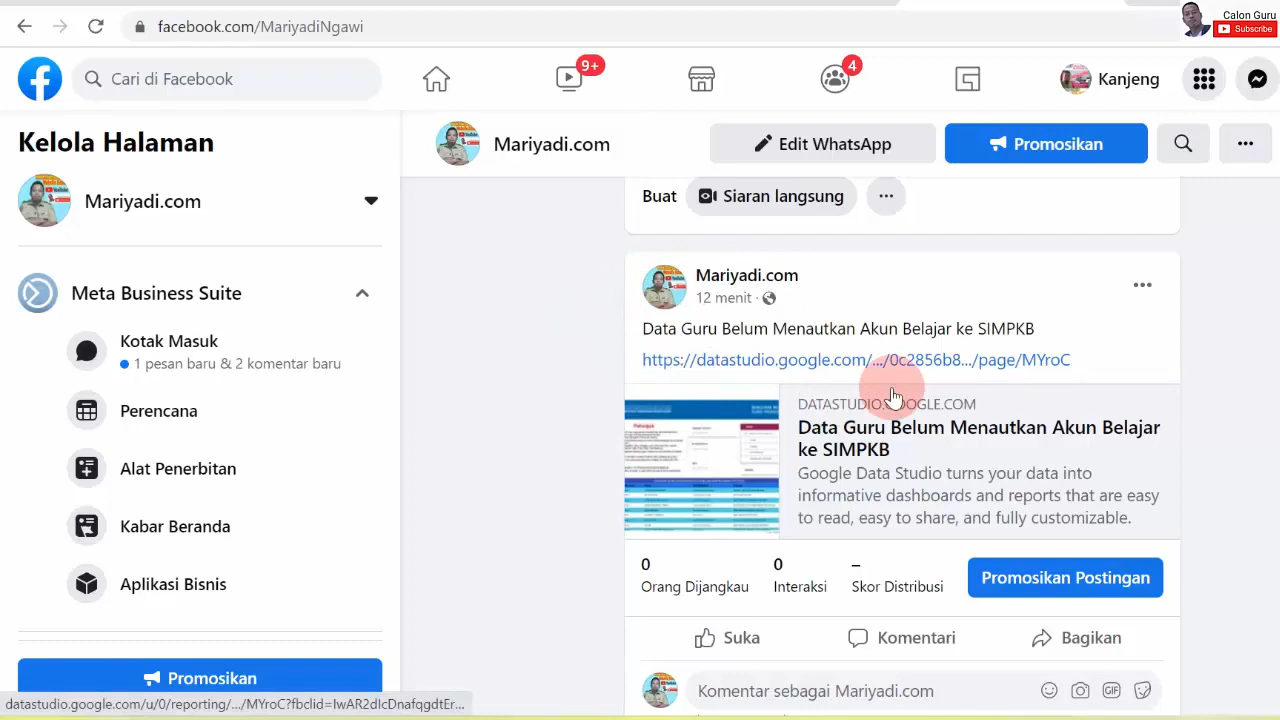 facebook.com/MariyadiNgawi
Calon Guru
Subscribe
Cari di Facebook
9+
4
Kanjeng
Kelola Halaman
Mariyadi.com
Mariyadi.com
Edit WhatsApp
Promosikan
Meta Business Suite
Kotak Masuk
1 pesan baru & 2 komentar baru
Perencana
Alat Penerbitan
Kabar Beranda
Aplikasi Bisnis
Promosikan
datastudio.google.com/u/0/reporting/.../MYroC?fbclid=IwAR2dIcDnafqgdtEr...
Buat
Siaran langsung
Mariyadi.com
12 menit ·
Data Guru Belum Menautkan Akun Belajar ke SIMPKB
https://datastudio.google.com/.../0c2856b8.../page/MYroC
DATASTUDIO.GOOGLE.COM
Data Guru Belum Menautkan Akun Belajar
ke SIMPKB
Google Data Studio turns your data into
informative dashboards and reports that are easy
to read, easy to share, and fully customizable.
0
Orang Dijangkau
0
Interaksi
–
Skor Distribusi
Promosikan Postingan
Suka
Komentari
Bagikan
Komentar sebagai Mariyadi.com
GIF